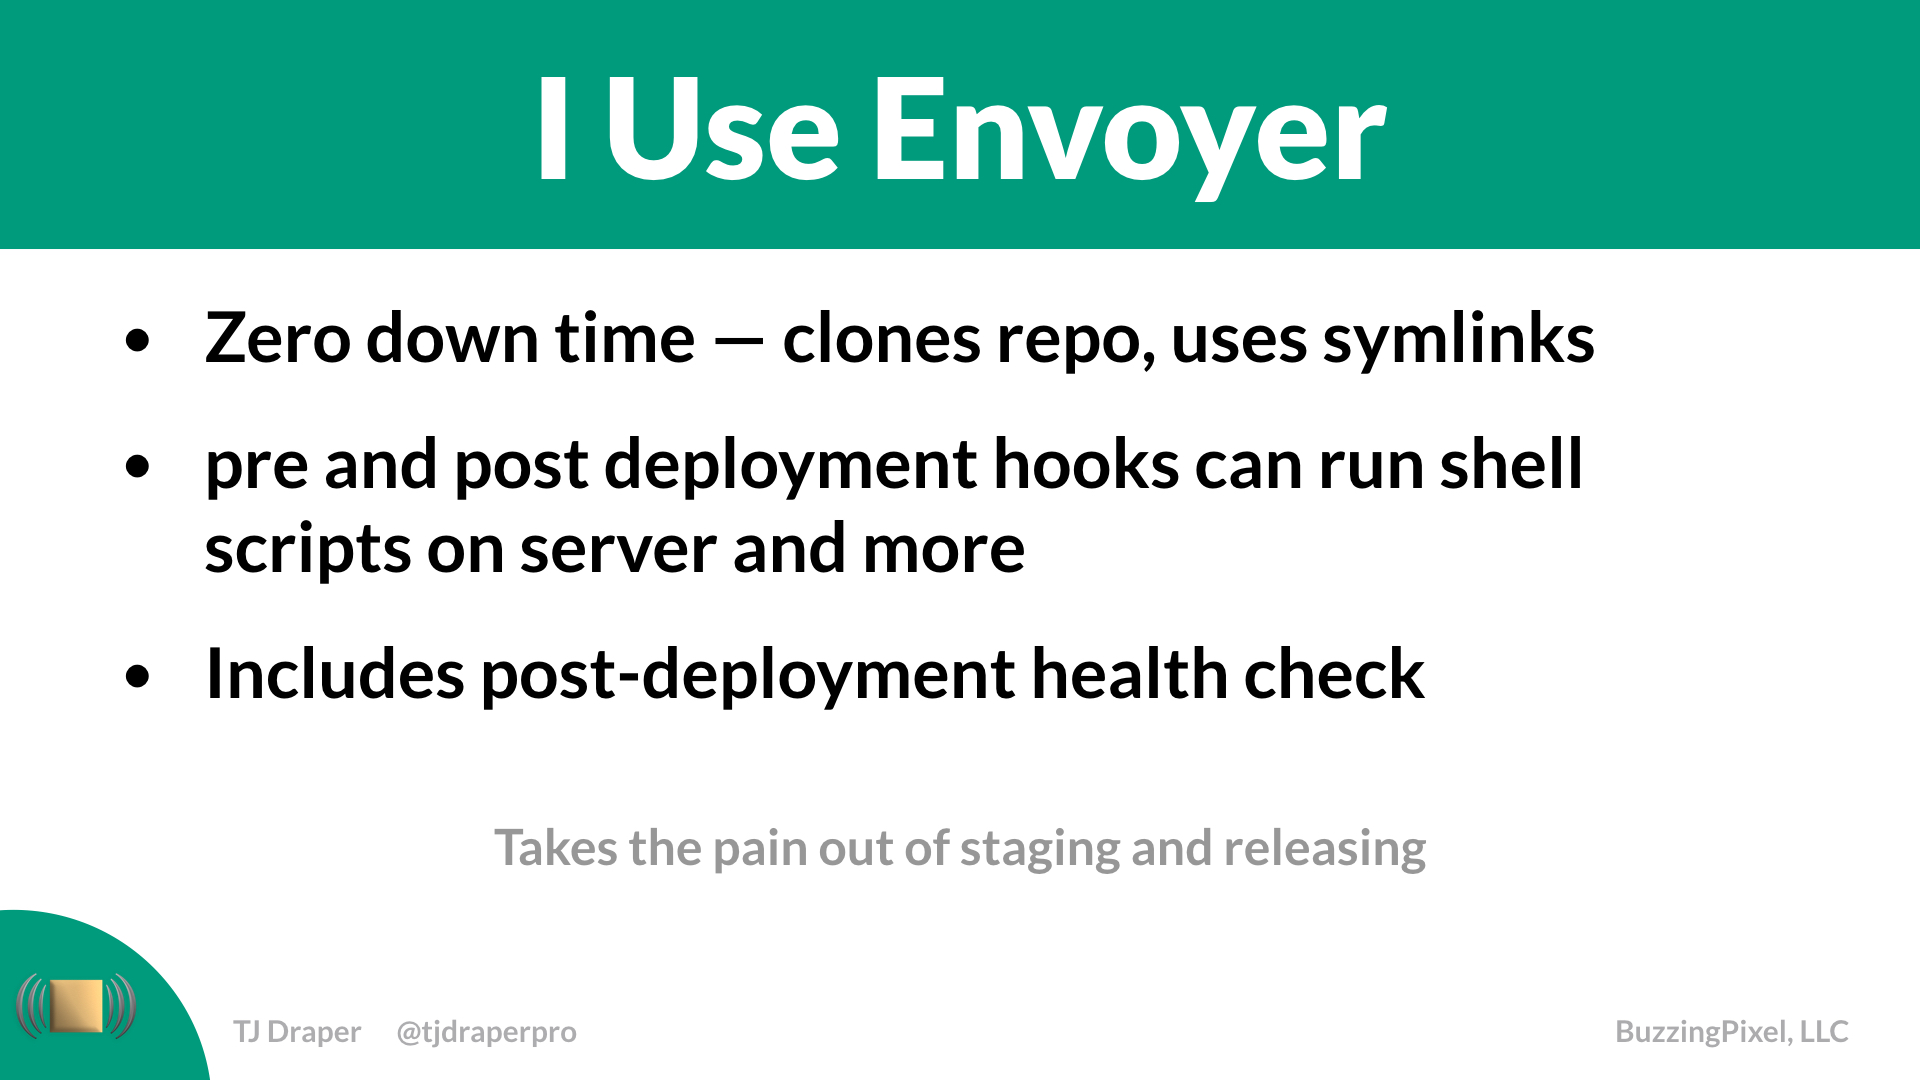 I Use Envoyer
• Zero down time — clones repo, uses symlinks
• pre and post deployment hooks can run shell
scripts on server and more
• Includes post-deployment health check
Takes the pain out of staging and releasing
TJ Draper @tjdraperpro
BuzzingPixel, LLC